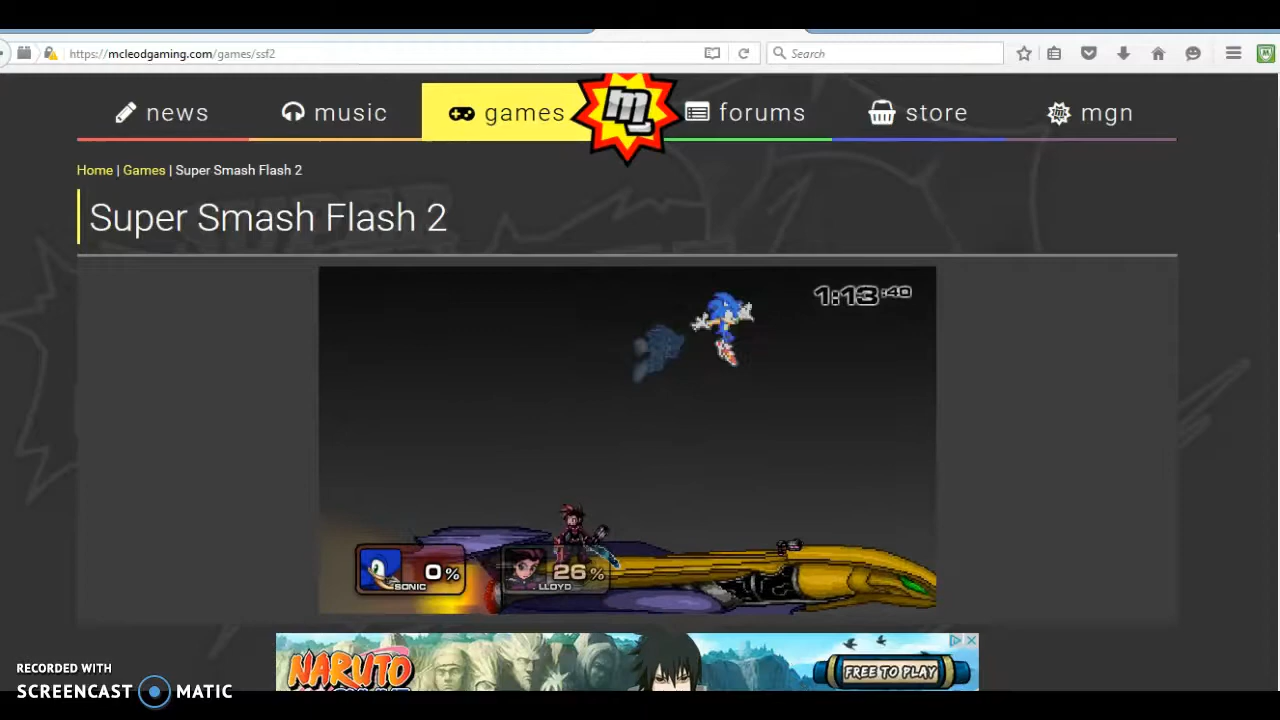 https://mcleodgaming.com/games/ssf2
Search
news
music
games
m
forums
store
mgn
Home | Games | Super Smash Flash 2
Super Smash Flash 2
1:13:40
0%
SONIC
26%
LLOYD
NARUTO
FREE TO PLAY
RECORDED WITH
SCREENCAST MATIC